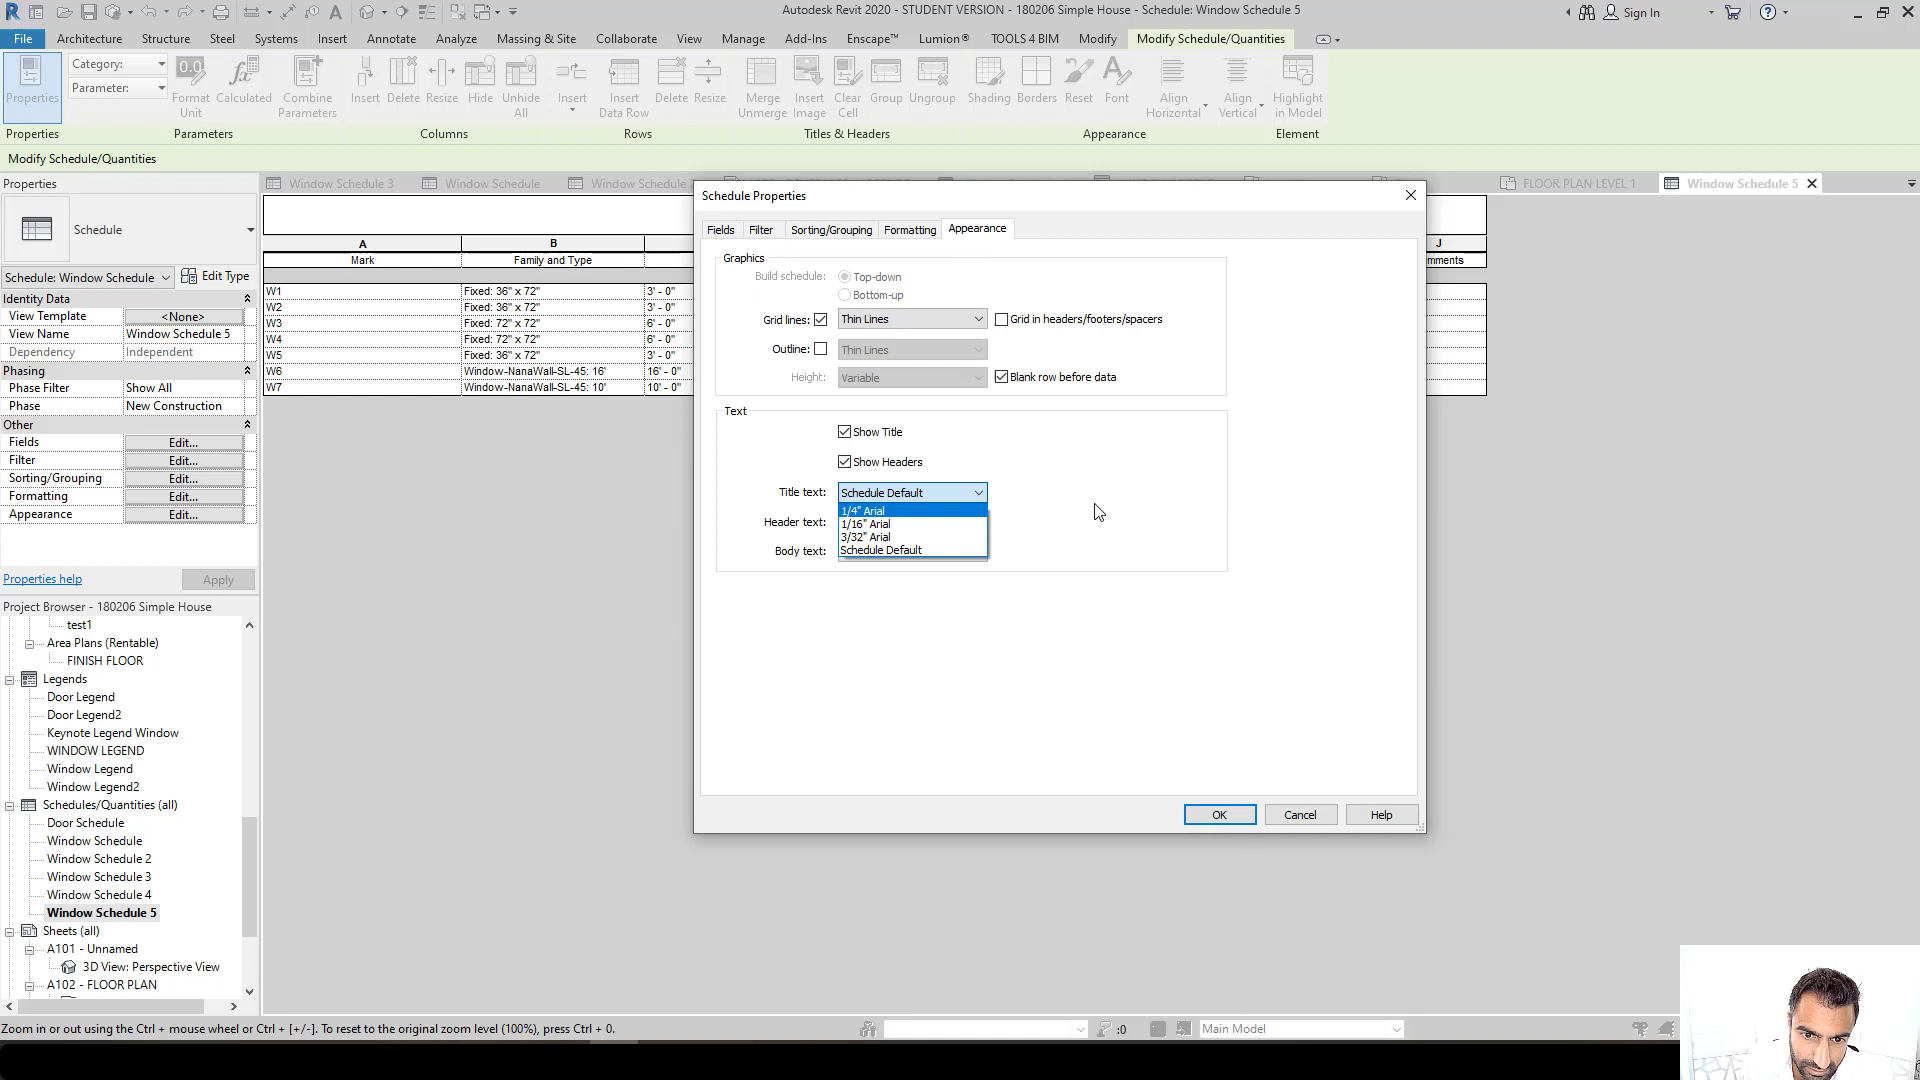 Autodesk Revit 2020 - STUDENT VERSION - 180206 Simple House - Schedule: Window Schedule 5
Sign In
File Architecture Structure Steel Systems Insert Annotate Analyze Massing & Site Collaborate View Manage Add-Ins Enscape™ Lumion® TOOLS 4 BIM Modify Modify Schedule/Quantities
Category:
Parameter:
Properties Format Unit Calculated Combine Parameters Insert Delete Resize Hide Unhide All Insert Insert Data Row Delete Resize Merge Unmerge Insert Image Clear Cell Group Ungroup Shading Borders Reset Font Align Horizontal Align Vertical Highlight in Model
Properties Parameters Columns Rows Titles & Headers Appearance Element
Modify Schedule/Quantities
Properties
Window Schedule 3 Window Schedule Window Schedule FLOOR PLAN LEVEL 1 Window Schedule 5
Schedule
Schedule: Window Schedule Edit Type
Identity Data
View Template <None>
View Name Window Schedule 5
Dependency Independent
Phasing
Phase Filter Show All
Phase New Construction
Other
Fields Edit...
Filter Edit...
Sorting/Grouping Edit...
Formatting Edit...
Appearance Edit...
Properties help Apply
Project Browser - 180206 Simple House
test1
Area Plans (Rentable)
FINISH FLOOR
Legends
Door Legend
Door Legend2
Keynote Legend Window
WINDOW LEGEND
Window Legend
Window Legend2
Schedules/Quantities (all)
Door Schedule
Window Schedule
Window Schedule 2
Window Schedule 3
Window Schedule 4
Window Schedule 5
Sheets (all)
A101 - Unnamed
3D View: Perspective View
A102 - FLOOR PLAN
A B J
Mark Family and Type mments
W1 Fixed: 36" x 72" 3' - 0"
W2 Fixed: 36" x 72" 3' - 0"
W3 Fixed: 72" x 72" 6' - 0"
W4 Fixed: 72" x 72" 6' - 0"
W5 Fixed: 36" x 72" 3' - 0"
W6 Window-NanaWall-SL-45: 16' 16' - 0"
W7 Window-NanaWall-SL-45: 10' 10' - 0"
Schedule Properties
Fields Filter Sorting/Grouping Formatting Appearance
Graphics
Build schedule: Top-down
Bottom-up
Grid lines: Thin Lines Grid in headers/footers/spacers
Outline: Thin Lines
Height: Variable Blank row before data
Text
Show Title
Show Headers
Title text: Schedule Default
1/4" Arial
Header text: 1/16" Arial
3/32" Arial
Body text: Schedule Default
OK Cancel Help
Zoom in or out using the Ctrl + mouse wheel or Ctrl + [+/-]. To reset to the original zoom level (100%), press Ctrl + 0.
:0 Main Model